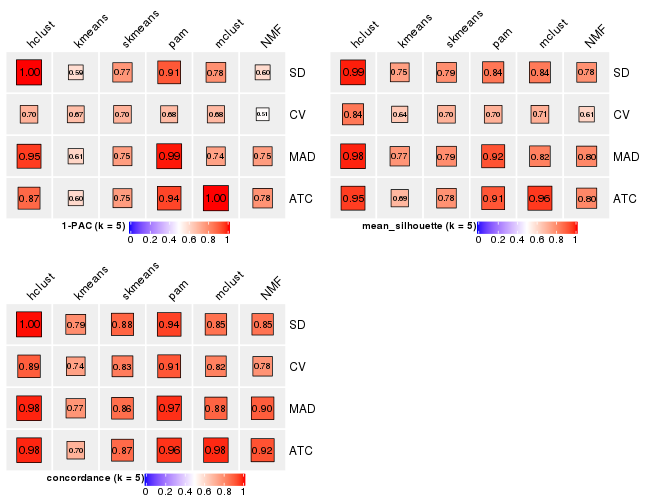 hclust kmeans skmeans pam mclust NMF
1.00 0.59 0.77 0.91 0.78 0.60 SD
0.70 0.67 0.70 0.68 0.68 0.51 CV
0.95 0.61 0.75 0.99 0.74 0.75 MAD
0.87 0.60 0.75 0.94 1.00 0.78 ATC
1-PAC (k = 5)
0 0.2 0.4 0.6 0.8 1
hclust kmeans skmeans pam mclust NMF
0.99 0.75 0.79 0.84 0.84 0.78 SD
0.84 0.64 0.70 0.70 0.71 0.61 CV
0.98 0.77 0.79 0.92 0.82 0.80 MAD
0.95 0.69 0.78 0.91 0.96 0.80 ATC
mean_silhouette (k = 5)
0 0.2 0.4 0.6 0.8 1
hclust kmeans skmeans pam mclust NMF
1.00 0.79 0.88 0.94 0.85 0.85 SD
0.89 0.74 0.83 0.91 0.82 0.78 CV
0.98 0.77 0.86 0.97 0.88 0.90 MAD
0.98 0.70 0.87 0.96 0.98 0.92 ATC
concordance (k = 5)
0 0.2 0.4 0.6 0.8 1